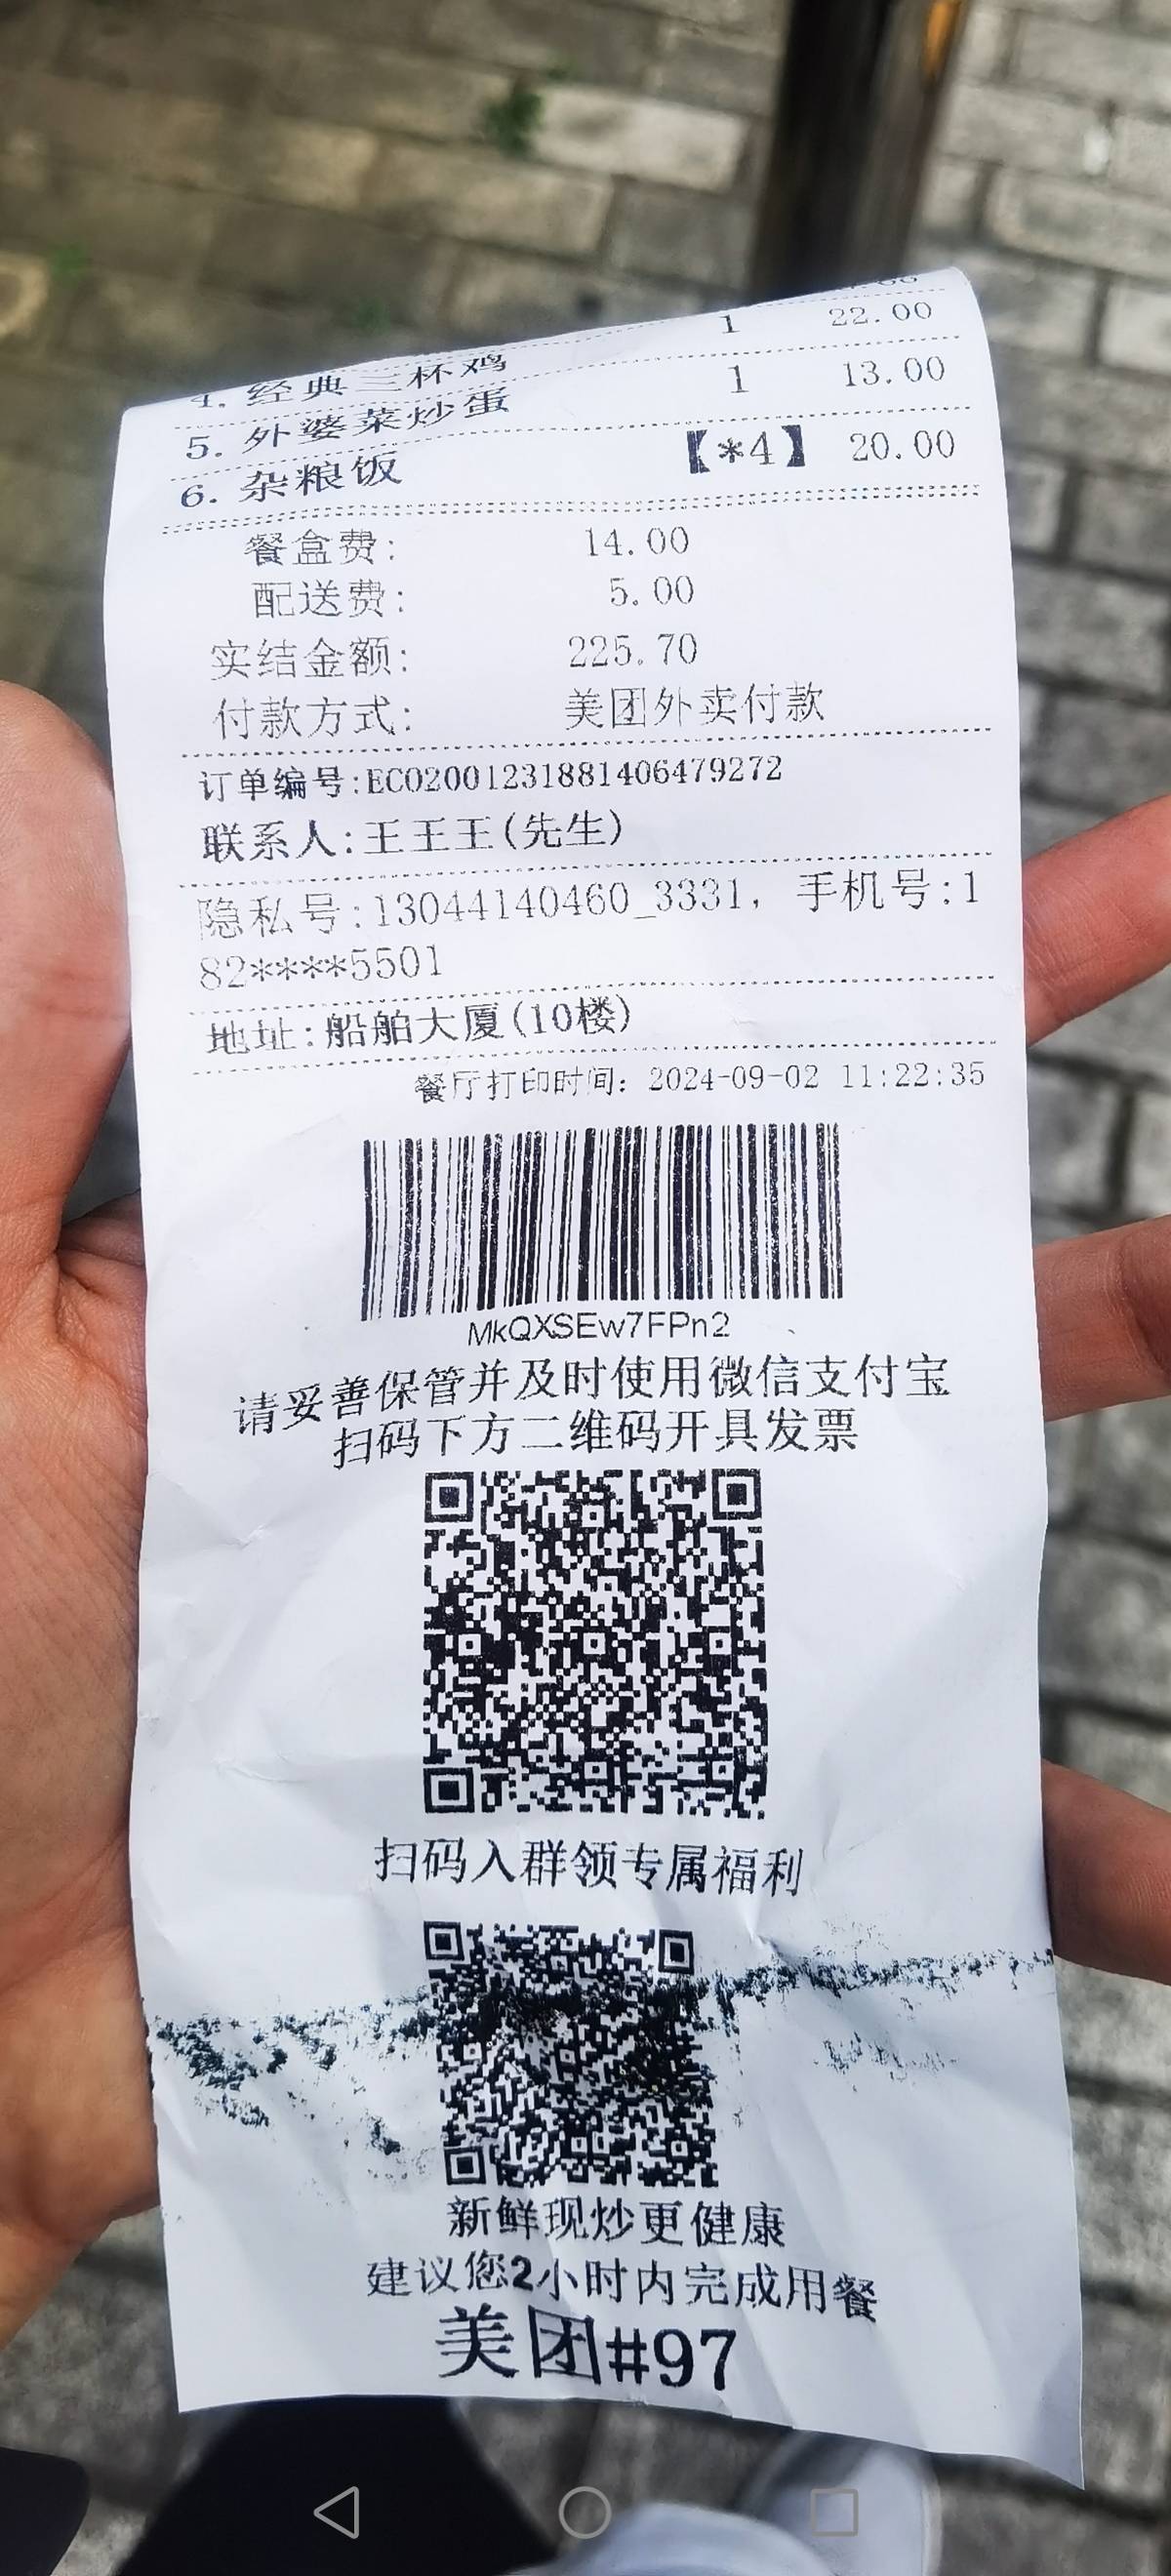 1 22.00
4. 经典三杯鸡
1 13.00
5. 外婆菜炒蛋
6. 杂粮饭 【*4】 20.00
餐盒费: 14.00
配送费: 5.00
实结金额: 225.70
付款方式: 美团外卖付款
订单编号:EC02001231881406479272
联系人:王王王(先生)
隐私号:13044140460_3331, 手机号:1
82****5501
地址:船舶大厦(10楼)
餐厅打印时间: 2024-09-02 11:22:35
MkQXSEw7FPn2
请妥善保管并及时使用微信支付宝
扫码下方二维码开具发票
扫码入群领专属福利
新鲜现炒更健康
建议您2小时内完成用餐
美团#97